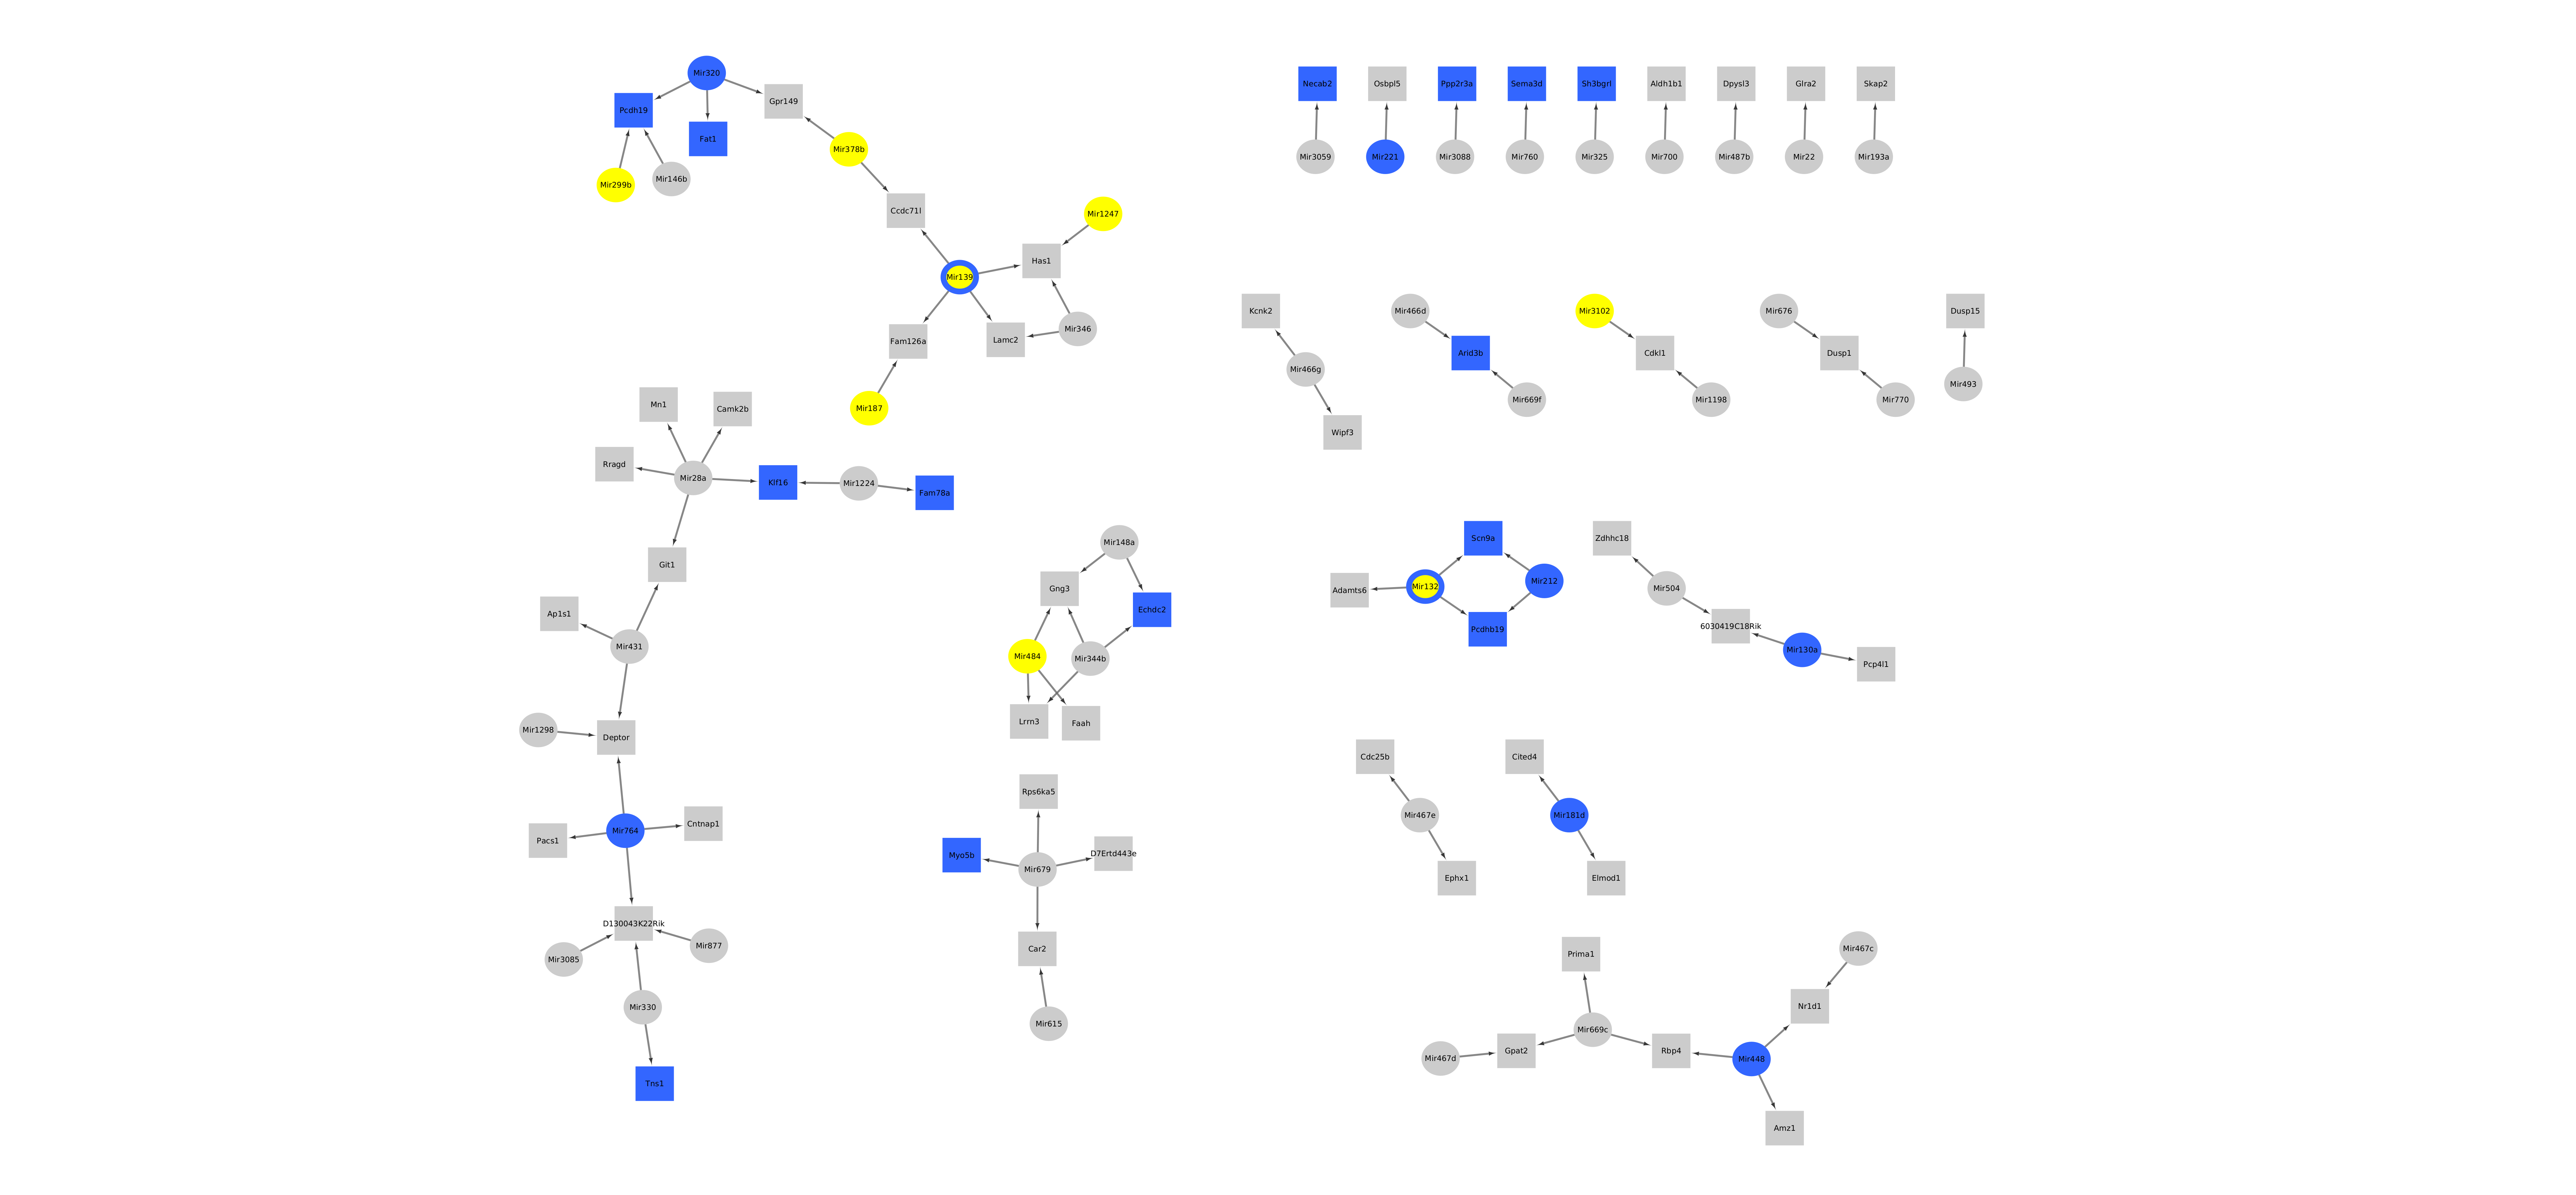 Mir320
Pcdh19
Gpr149
Fat1
Mir378b
Mir299b
Mir146b
Ccdc71l
Mir1247
Has1
Mir139
Mir346
Fam126a
Lamc2
Mir187
Mn1
Camk2b
Rragd
Mir28a
Klf16
Mir1224
Fam78a
Git1
Ap1s1
Mir431
Mir1298
Deptor
Mir764
Cntnap1
Pacs1
D130043K22Rik
Mir3085
Mir877
Mir330
Tns1
Mir148a
Gng3
Echdc2
Mir484
Mir344b
Lrrn3
Faah
Rps6ka5
Myo5b
D7Ertd443e
Mir679
Car2
Mir615
Necab2
Osbpl5
Ppp2r3a
Sema3d
Sh3bgrl
Aldh1b1
Dpysl3
Glra2
Skap2
Mir3059
Mir221
Mir3088
Mir760
Mir325
Mir700
Mir487b
Mir22
Mir193a
Kcnk2
Mir466g
Wipf3
Mir466d
Arid3b
Mir669f
Mir3102
Cdkl1
Mir1198
Mir676
Dusp1
Mir770
Dusp15
Mir493
Scn9a
Adamts6
Mir132
Mir212
Pcdhb19
Zdhhc18
Mir504
6030419C18Rik
Mir130a
Pcp4l1
Cdc25b
Mir467e
Ephx1
Cited4
Mir181d
Elmod1
Prima1
Mir467c
Nr1d1
Mir669c
Mir467d
Gpat2
Rbp4
Mir448
Amz1